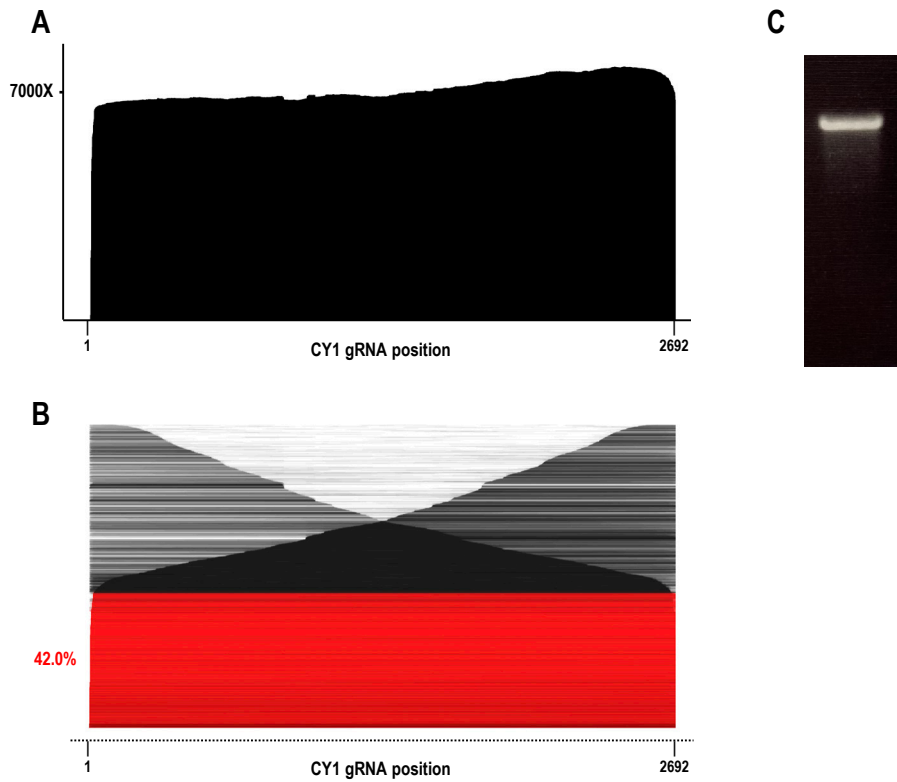 A
C
7000X
1
CY1 gRNA position
2692
B
42.0%
1
CY1 gRNA position
2692